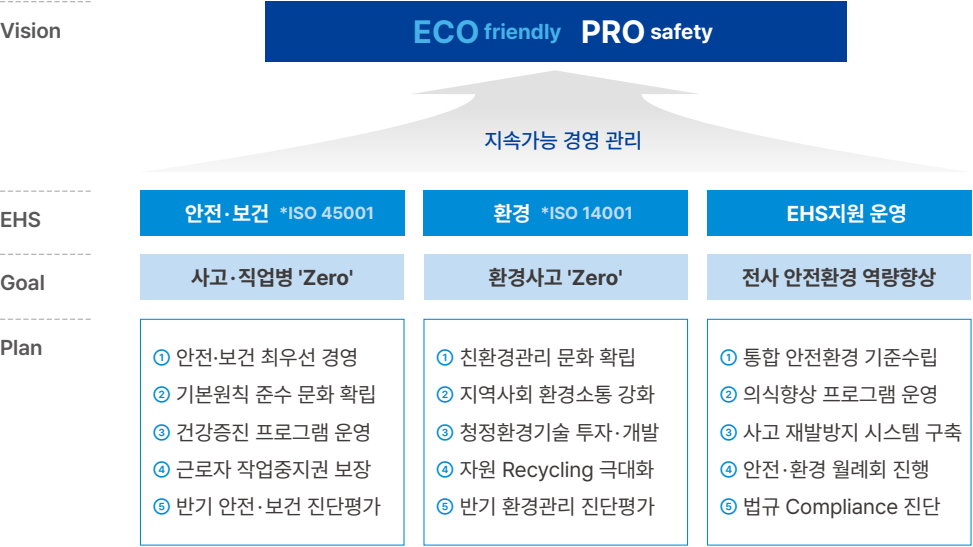 Vision
ECO friendly PRO safety
지속가능 경영 관리
EHS
안전·보건 *ISO 45001
환경 *ISO 14001
EHS지원 운영
Goal
사고·직업병 'Zero'
환경사고 'Zero'
전사 안전환경 역량향상
Plan
① 안전·보건 최우선 경영
② 기본원칙 준수 문화 확립
③ 건강증진 프로그램 운영
④ 근로자 작업중지권 보장
⑤ 반기 안전·보건 진단평가
① 친환경관리 문화 확립
② 지역사회 환경소통 강화
③ 청정환경기술 투자·개발
④ 자원 Recycling 극대화
⑤ 반기 환경관리 진단평가
① 통합 안전환경 기준수립
② 의식향상 프로그램 운영
③ 사고 재발방지 시스템 구축
④ 안전·환경 월례회 진행
⑤ 법규 Compliance 진단